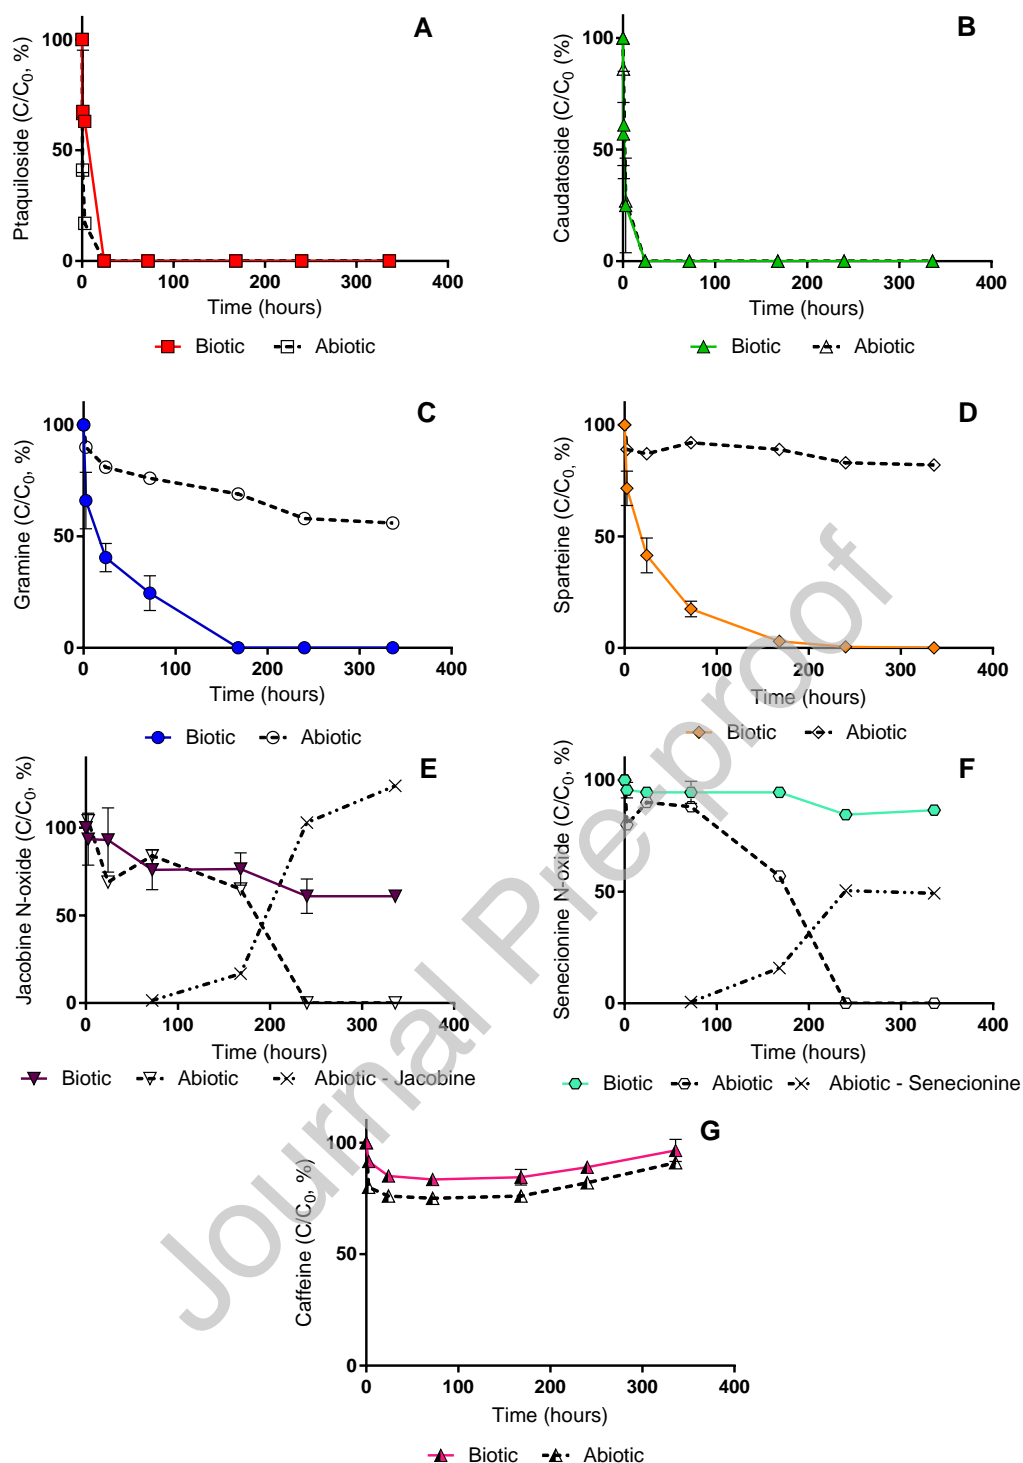 A
Ptaquiloside (C/C0, %)
100
50
0
0 100 200 300 400
Time (hours)
Biotic Abiotic
B
Caudatoside (C/C0 (%)
100
50
0
0 100 200 300 400
Time (hours)
Biotic Abiotic
C
Gramine (C/C0, %)
100
50
0
0 100 200 300 400
Time (hours)
Biotic Abiotic
D
Sparteine (C/C0, %)
100
50
0
0 100 200 300 400
Time (hours)
Biotic Abiotic
E
Jacobine N-oxide (C/C0, %)
100
50
0
0 100 200 300 400
Time (hours)
Biotic Abiotic Abiotic - Jacobine
F
Senecionine N-oxide (C/C0, %)
100
50
0
0 100 200 300 400
Time (hours)
Biotic Abiotic Abiotic - Senecionine
G
Caffeine (C/C0, %)
100
50
0
0 100 200 300 400
Time (hours)
Biotic Abiotic
Journal Pre-proof